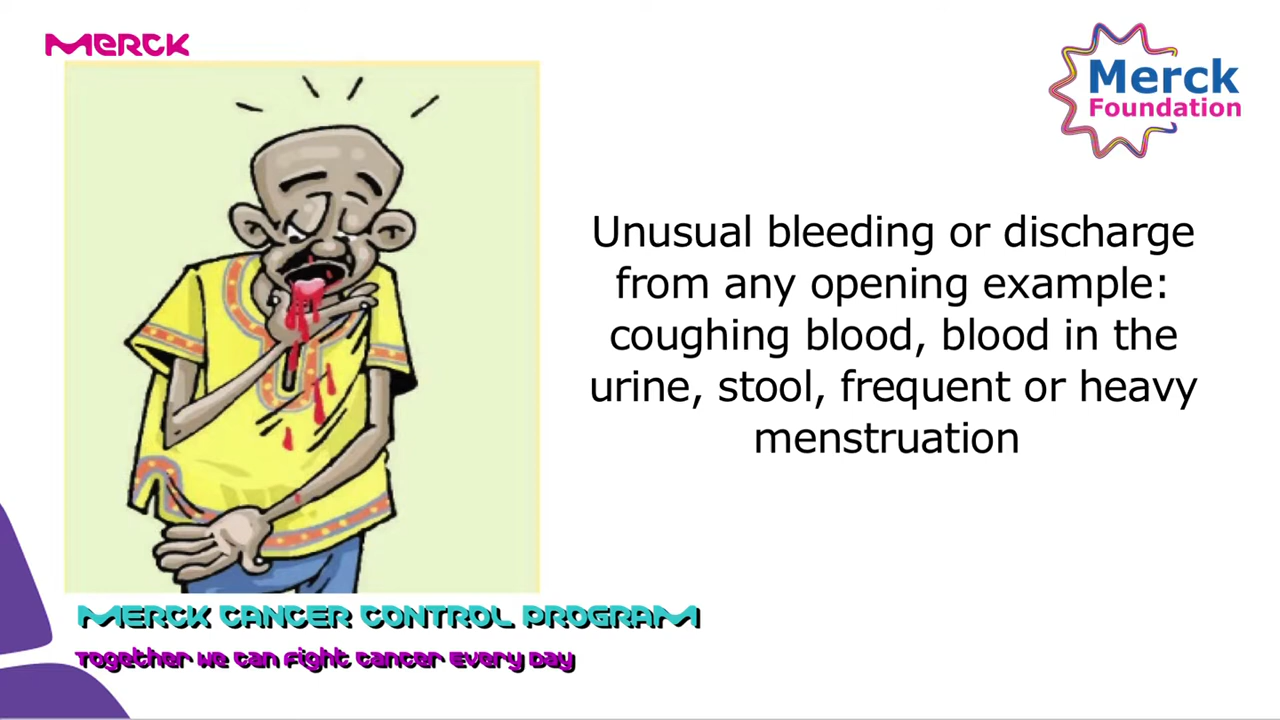 Merck
Merck
Foundation
Unusual bleeding or discharge
from any opening example:
coughing blood, blood in the
urine, stool, frequent or heavy
menstruation
Merck Cancer Control Program
Together We Can Fight Cancer Every Day